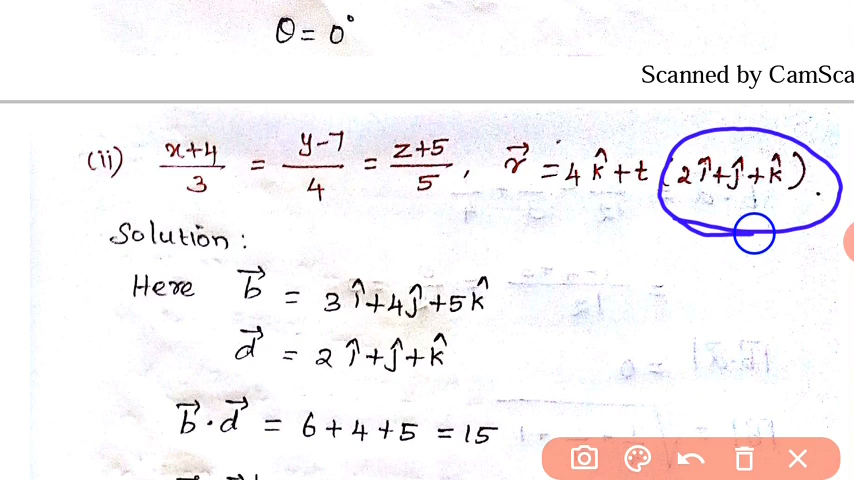 θ = 0°
Scanned by CamSca
(ii) x+4/3 = y-7/4 = z+5/5, r⃗ = 4k̂ + t(2î+ĵ+k̂).
Solution:
Here b⃗ = 3î+4ĵ+5k̂
d⃗ = 2î+ĵ+k̂
b⃗·d⃗ = 6+4+5 = 15